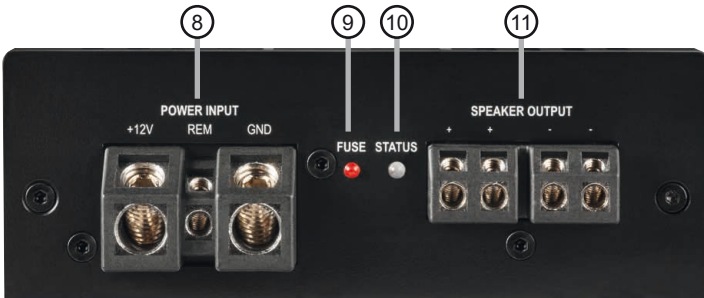 8 9 10 11
POWER INPUT SPEAKER OUTPUT
+12V REM GND + + - -
FUSE STATUS